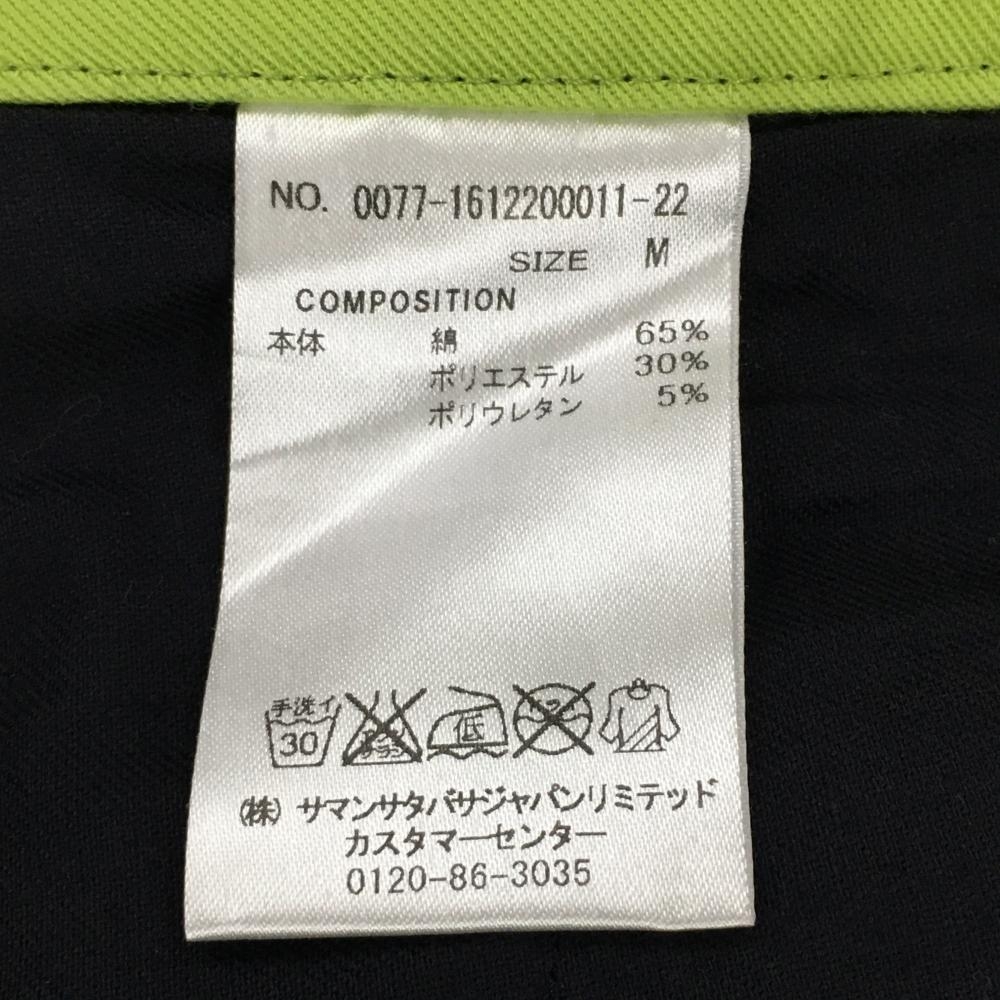 NO. 0077-1612200011-22
SIZE M
COMPOSITION
本体 綿 65%
ポリエステル 30%
ポリウレタン 5%
手洗イ
30
低
(株) サマンサタバサジャパンリミテッド
カスタマーセンター
0120-86-3035